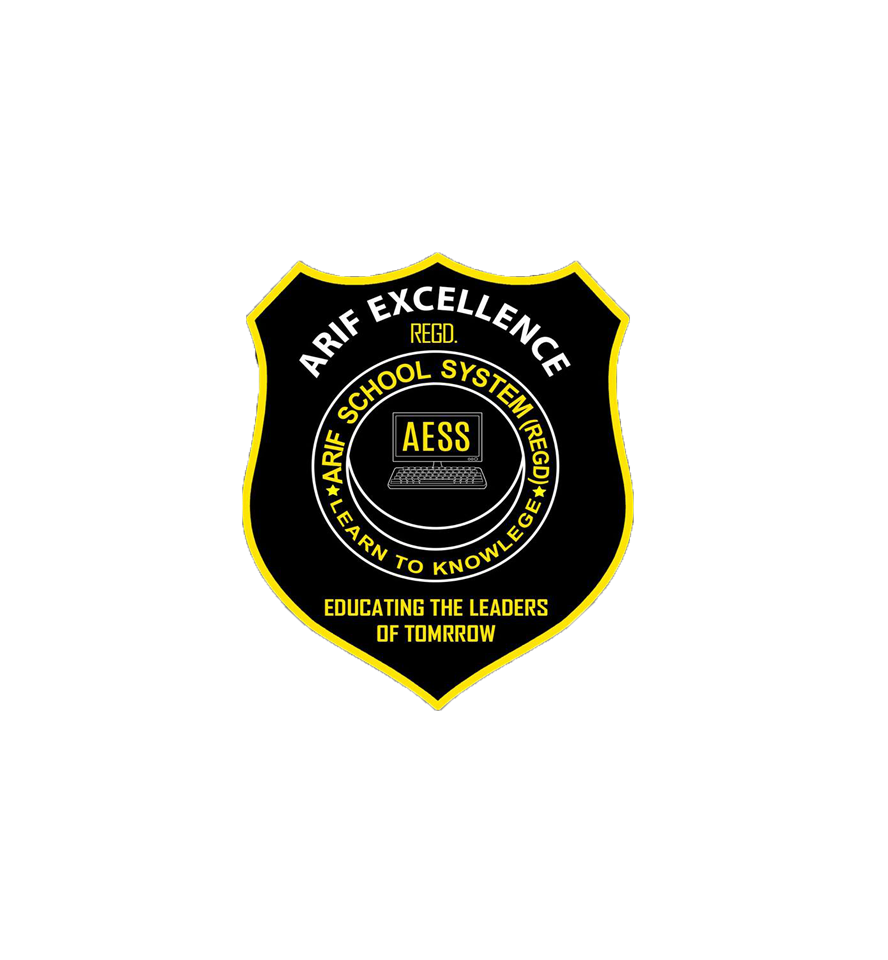 ARIF EXCELLENCE
REGD.
ARIF SCHOOL SYSTEM (REGD)
AESS
LEARN TO KNOWLEGE
EDUCATING THE LEADERS
OF TOMRROW